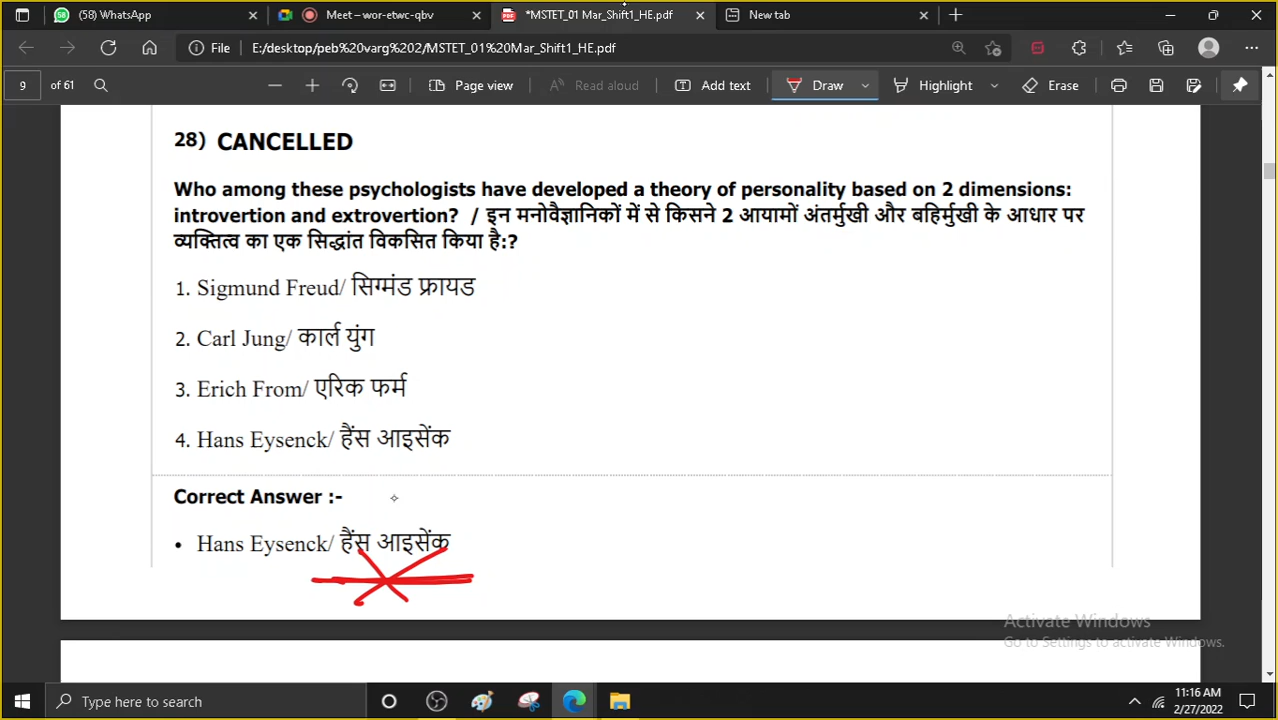 (58) WhatsApp
Meet – wor-etwc-qbv
*MSTET_01 Mar_Shift1_HE.pdf
New tab
File E:/desktop/peb%20varg%202/MSTET_01%20Mar_Shift1_HE.pdf
9 of 61
Page view
Read aloud
Add text
Draw
Highlight
Erase
28) CANCELLED
Who among these psychologists have developed a theory of personality based on 2 dimensions:
introvertion and extrovertion? / इन मनोवैज्ञानिकों में से किसने 2 आयामों अंतर्मुखी और बहिर्मुखी के आधार पर
व्यक्तित्व का एक सिद्धांत विकसित किया है:?
1. Sigmund Freud/ सिग्मंड फ्रायड
2. Carl Jung/ कार्ल युंग
3. Erich From/ एरिक फर्म
4. Hans Eysenck/ हैंस आइसेंक
Correct Answer :-
• Hans Eysenck/ हैंस आइसेंक
Activate Windows
Go to Settings to activate Windows.
Type here to search
11:16 AM
2/27/2022